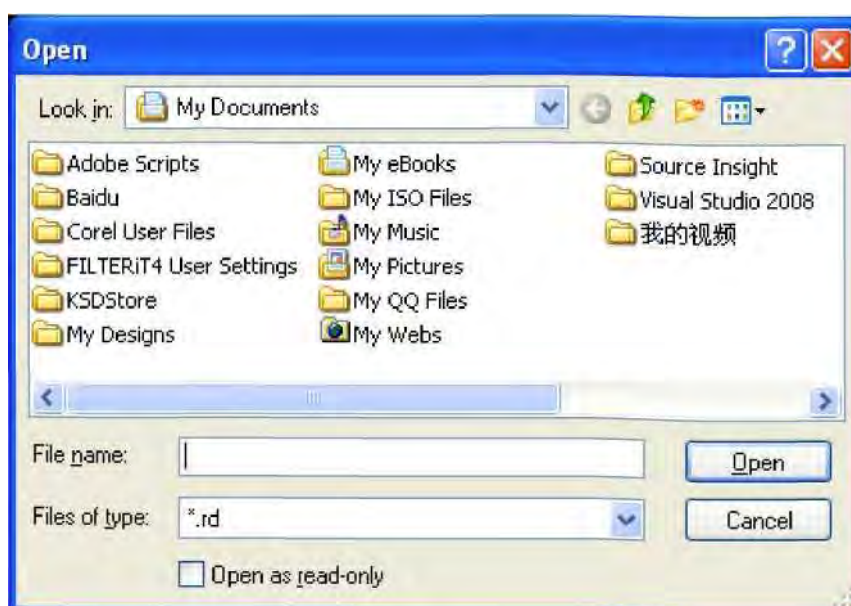 Open
Look in: My Documents
Adobe Scripts
Baidu
Corel User Files
FILTERiT4 User Settings
KSDStore
My Designs
My eBooks
My ISO Files
My Music
My Pictures
My QQ Files
My Webs
Source Insight
Visual Studio 2008
我的视频
File name:
Open
Files of type: *.rd
Cancel
Open as read-only